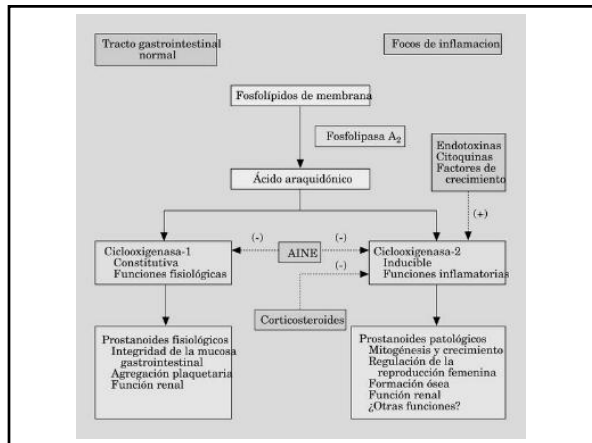 Tracto gastrointestinal
normal
Focos de inflamacion
Fosfolípidos de membrana
Fosfolipasa A₂
Endotoxinas
Citoquinas
Factores de
crecimiento
Ácido araquidónico
(+)
(-)
(-)
Ciclooxigenasa-1
Constitutiva
Funciones fisiológicas
AINE
Ciclooxigenasa-2
Inducible
Funciones inflamatorias
(-)
Corticosteroides
Prostanoides fisiológicos
Integridad de la mucosa
gastrointestinal
Agregación plaquetaria
Función renal
Prostanoides patológicos
Mitogénesis y crecimiento
Regulación de la
reproducción femenina
Formación ósea
Función renal
¿Otras funciones?